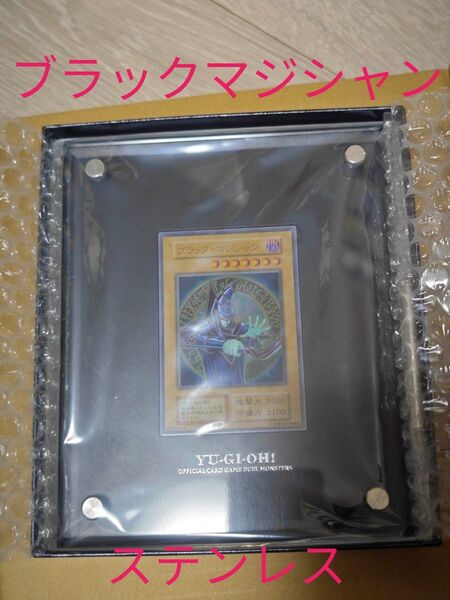 ブラックマジシャン
ブラック・マジシャン
攻撃力 2500
守備力 2100
YU-GI-OH!
OFFICIAL CARD GAME DUEL MONSTERS
ステンレス